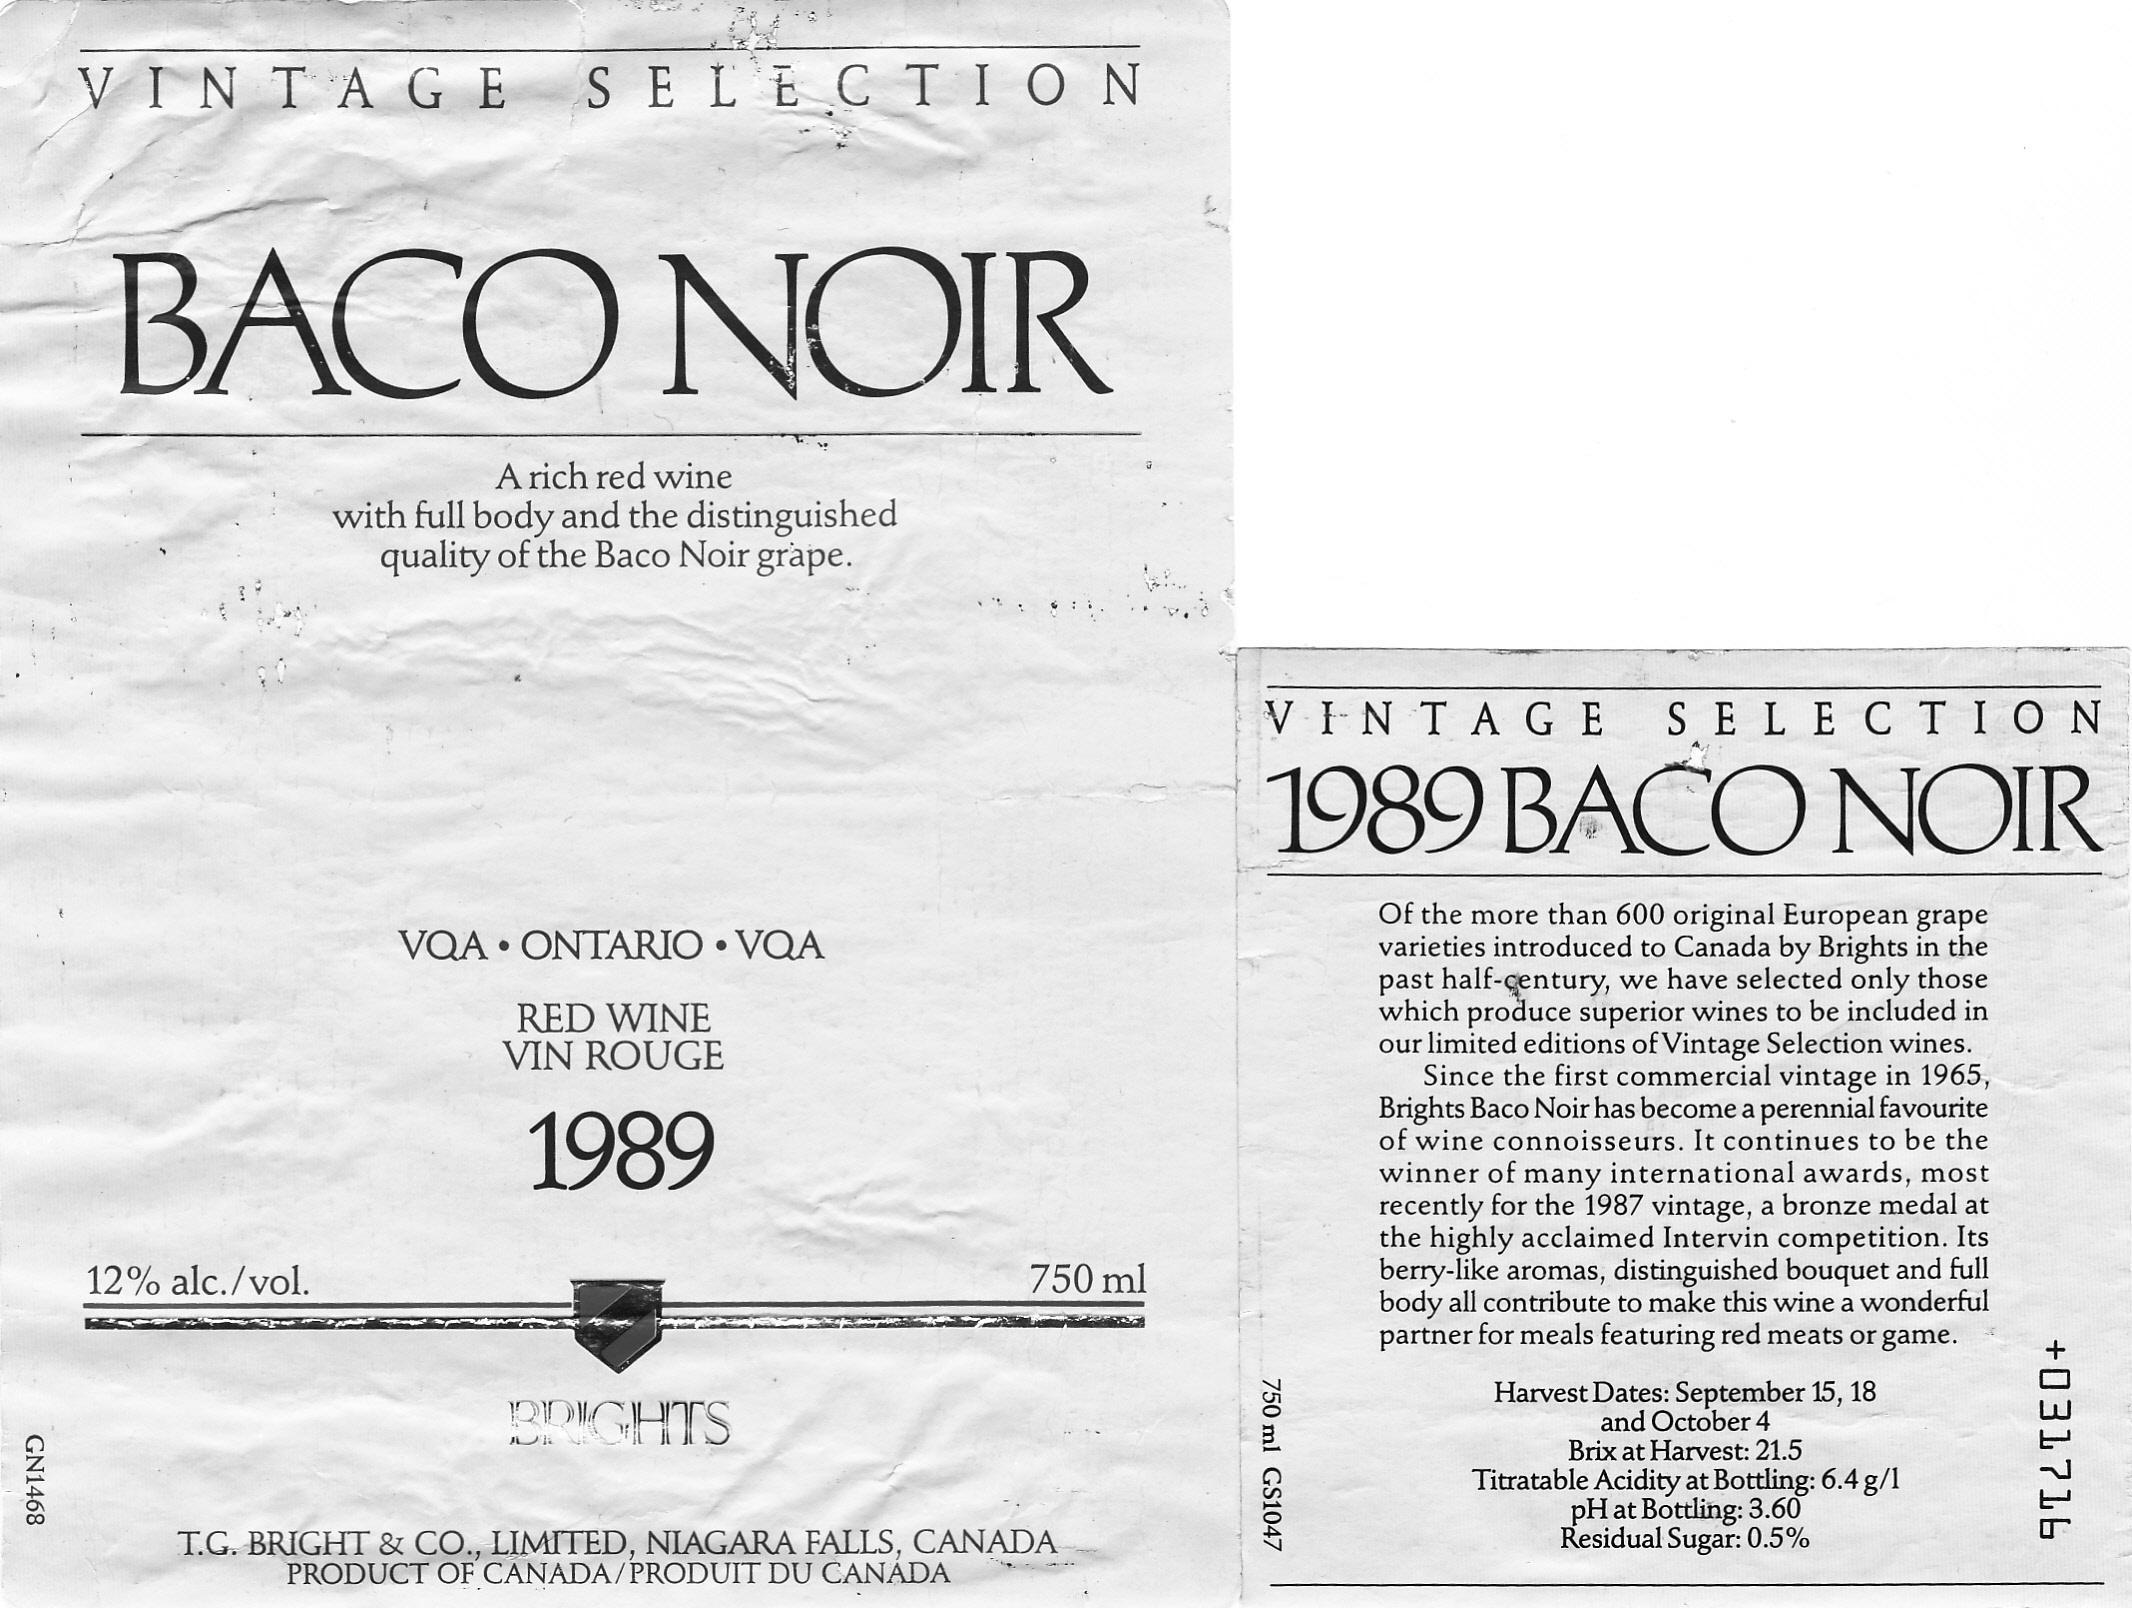 VINTAGE SELECTION
BACO NOIR
A rich red wine
with full body and the distinguished
quality of the Baco Noir grape.
VQA • ONTARIO • VQA
RED WINE
VIN ROUGE
1989
12% alc./vol.
750 ml
BRIGHTS
GN1468
T.G. BRIGHT & CO., LIMITED, NIAGARA FALLS, CANADA
PRODUCT OF CANADA/PRODUIT DU CANADA
VINTAGE SELECTION
1989 BACO NOIR
Of the more than 600 original European grape
varieties introduced to Canada by Brights in the
past half-century, we have selected only those
which produce superior wines to be included in
our limited editions of Vintage Selection wines.
Since the first commercial vintage in 1965,
Brights Baco Noir has become a perennial favourite
of wine connoisseurs. It continues to be the
winner of many international awards, most
recently for the 1987 vintage, a bronze medal at
the highly acclaimed Intervin competition. Its
berry-like aromas, distinguished bouquet and full
body all contribute to make this wine a wonderful
partner for meals featuring red meats or game.
Harvest Dates: September 15, 18
and October 4
Brix at Harvest: 21.5
Titratable Acidity at Bottling: 6.4 g/l
pH at Bottling: 3.60
Residual Sugar: 0.5%
750 ml GS1047
+031716